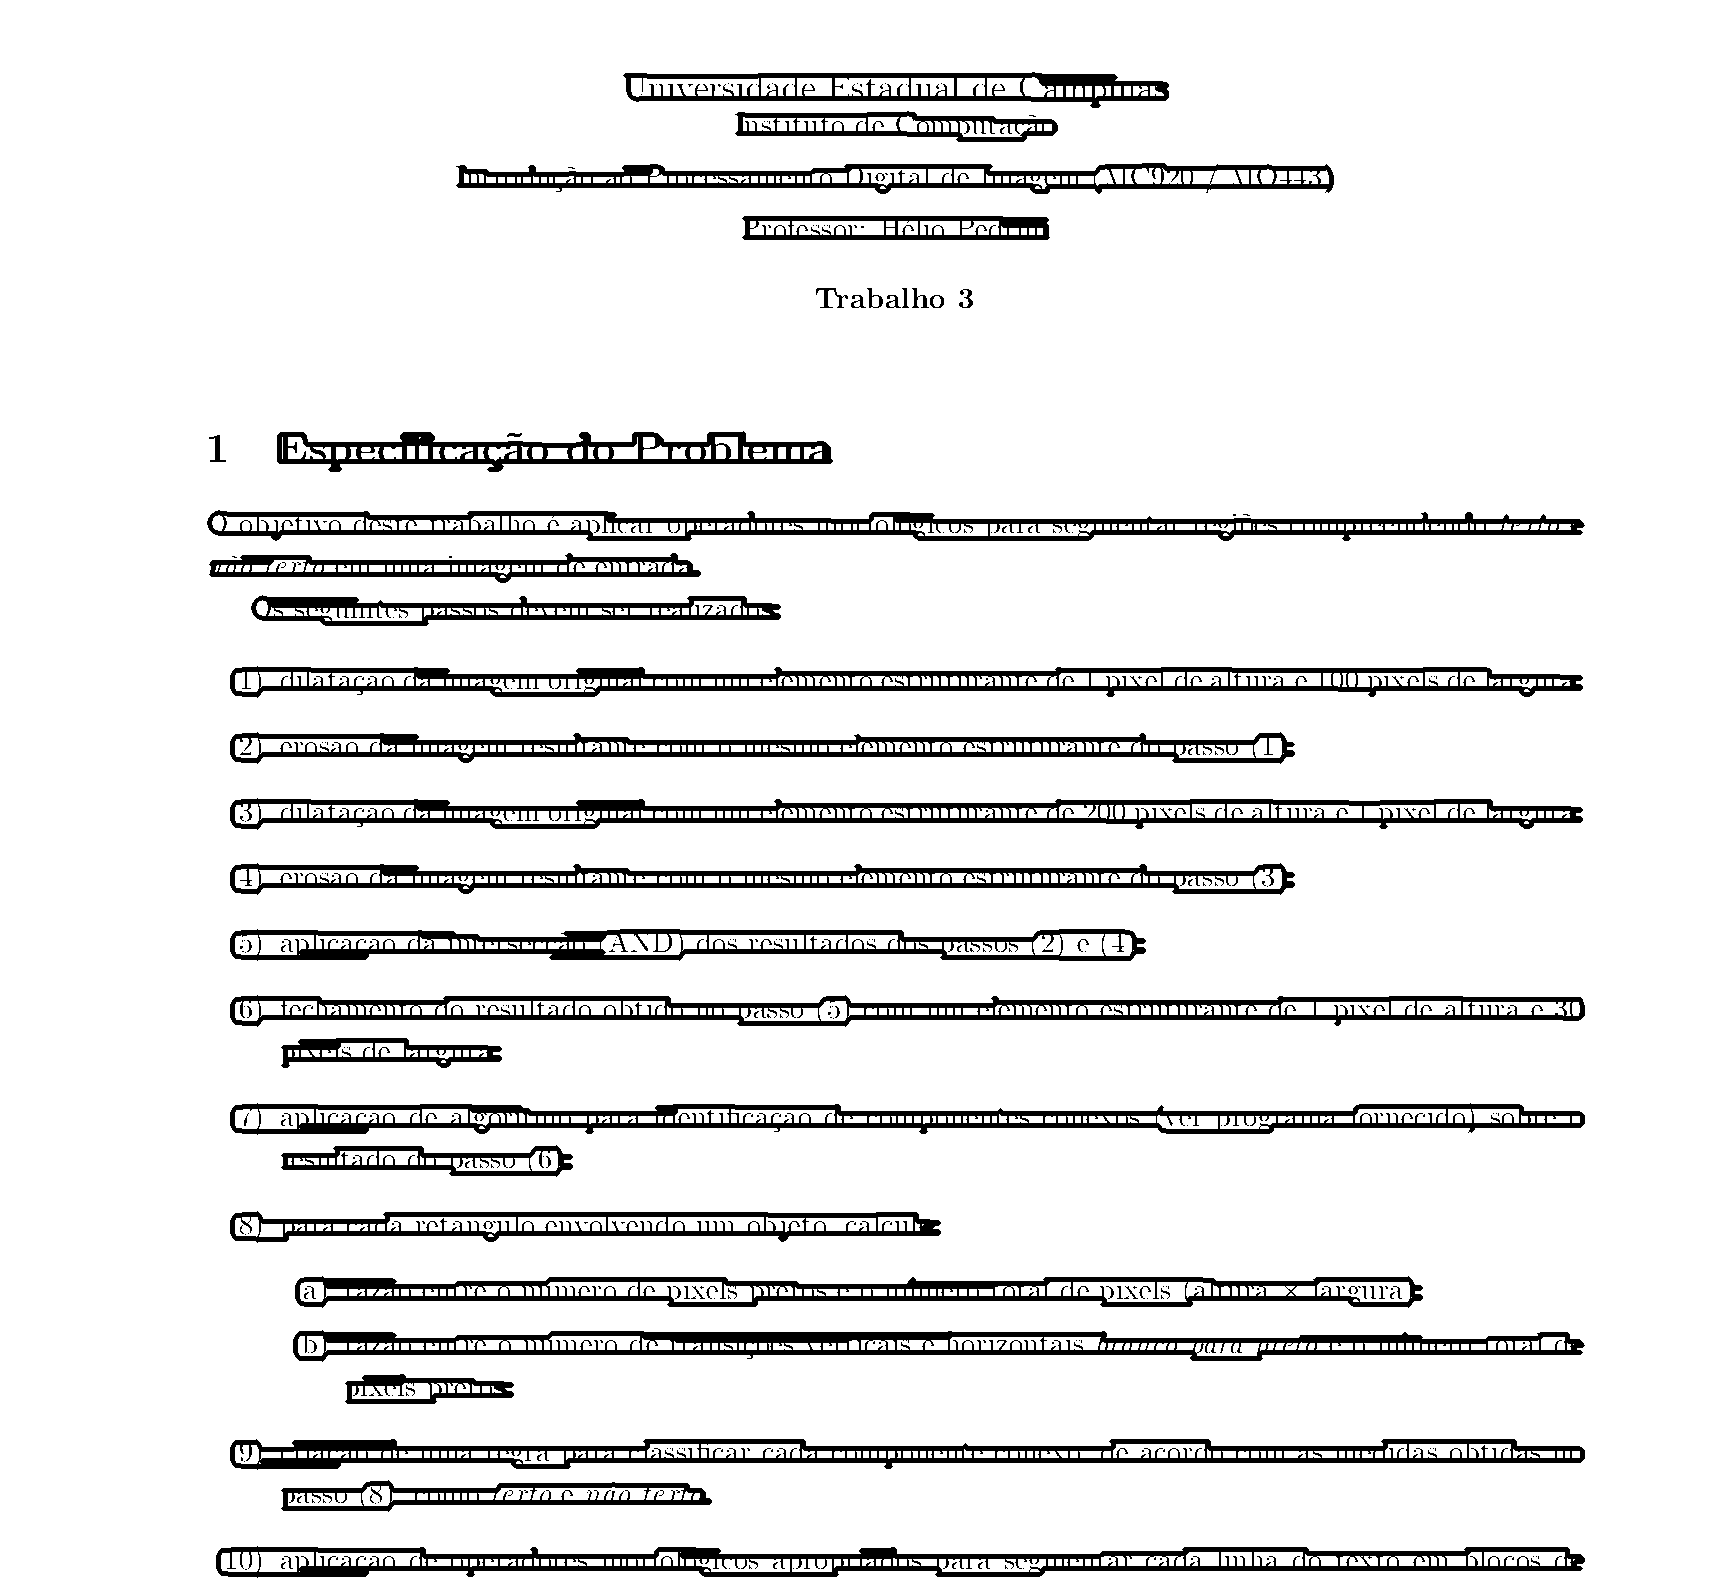 Universidade Estadual de Campinas
Instituto de Computação
Introdução ao Processamento Digital de Imagem (MC920 / MO443)
Professor: Hélio Pedrini
Trabalho 3
1 Especificação do Problema
O objetivo deste trabalho é aplicar operadores morfológicos para segmentar regiões compreendendo texto e
não texto em uma imagem de entrada.
Os seguintes passos devem ser realizados:
(1) dilatação da imagem original com um elemento estruturante de 1 pixel de altura e 100 pixels de largura;
(2) erosão da imagem resultante com o mesmo elemento estruturante do passo (1);
(3) dilatação da imagem original com um elemento estruturante de 200 pixels de altura e 1 pixel de largura;
(4) erosão da imagem resultante com o mesmo elemento estruturante do passo (3);
(5) aplicação da intersecção (AND) dos resultados dos passos (2) e (4);
(6) fechamento do resultado obtido no passo (5) com um elemento estruturante de 1 pixel de altura e 30
pixels de largura;
(7) aplicação de algoritmo para identificação de componentes conexos (ver programa fornecido) sobre o
resultado do passo (6);
(8) para cada retângulo envolvendo um objeto, calcule:
(a) razão entre o número de pixels pretos e o número total de pixels (altura × largura);
(b) razão entre o número de transições verticais e horizontais branco para preto e o número total de
pixels pretos;
(9) criação de uma regra para classificar cada componente conexo, de acordo com as medidas obtidas no
passo (8), como texto e não texto;
(10) aplicação de operadores morfológicos apropriados para segmentar cada linha do texto em blocos de